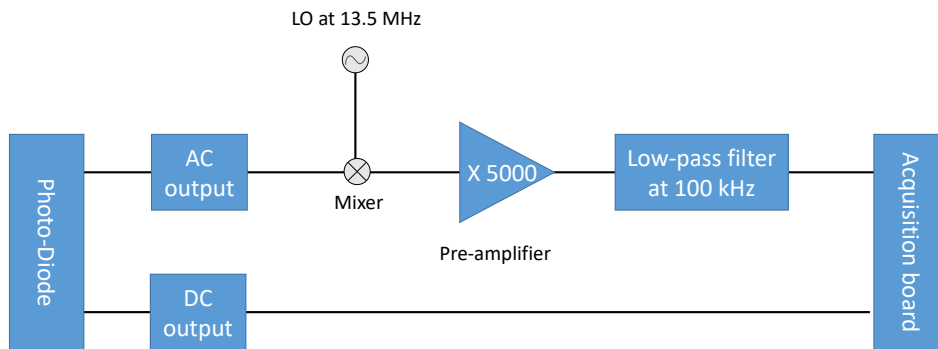 LO at 13.5 MHz
Photo-Diode
AC
output
Mixer
X 5000
Pre-amplifier
Low-pass filter
at 100 kHz
Acquisition board
DC
output